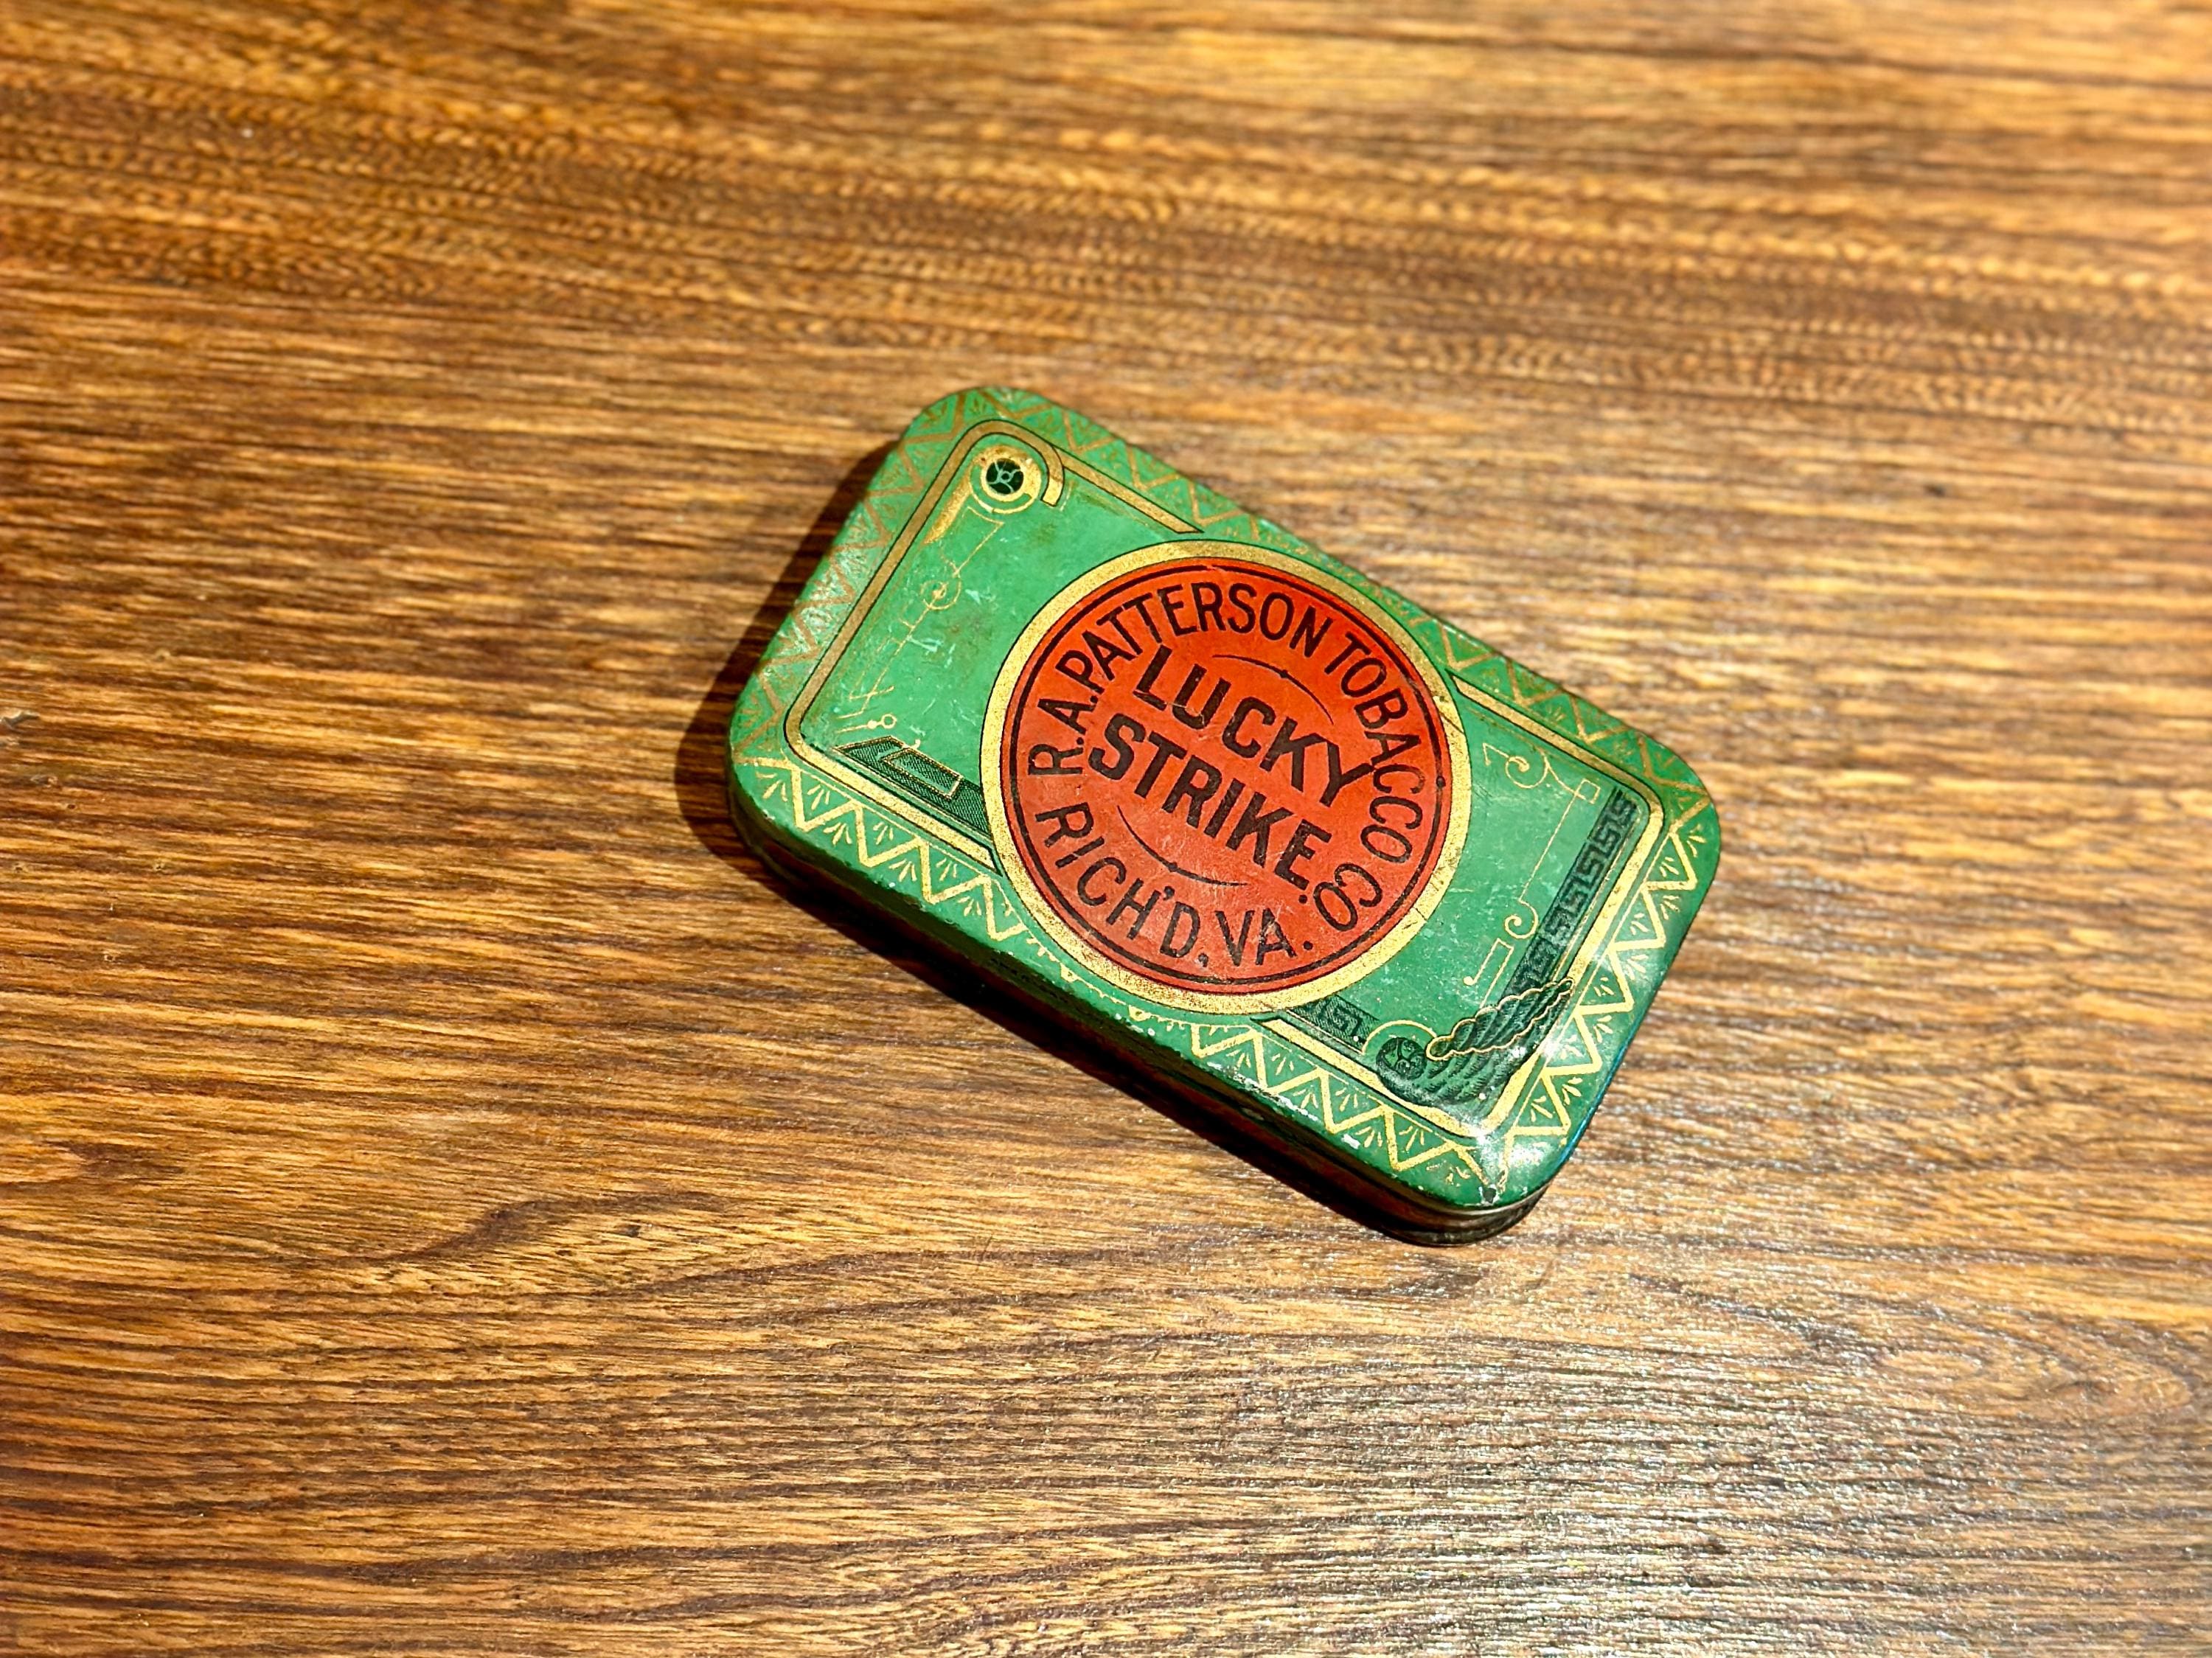 R.A. PATTERSON TOBACCO CO.
LUCKY
STRIKE
RICH'D, VA.